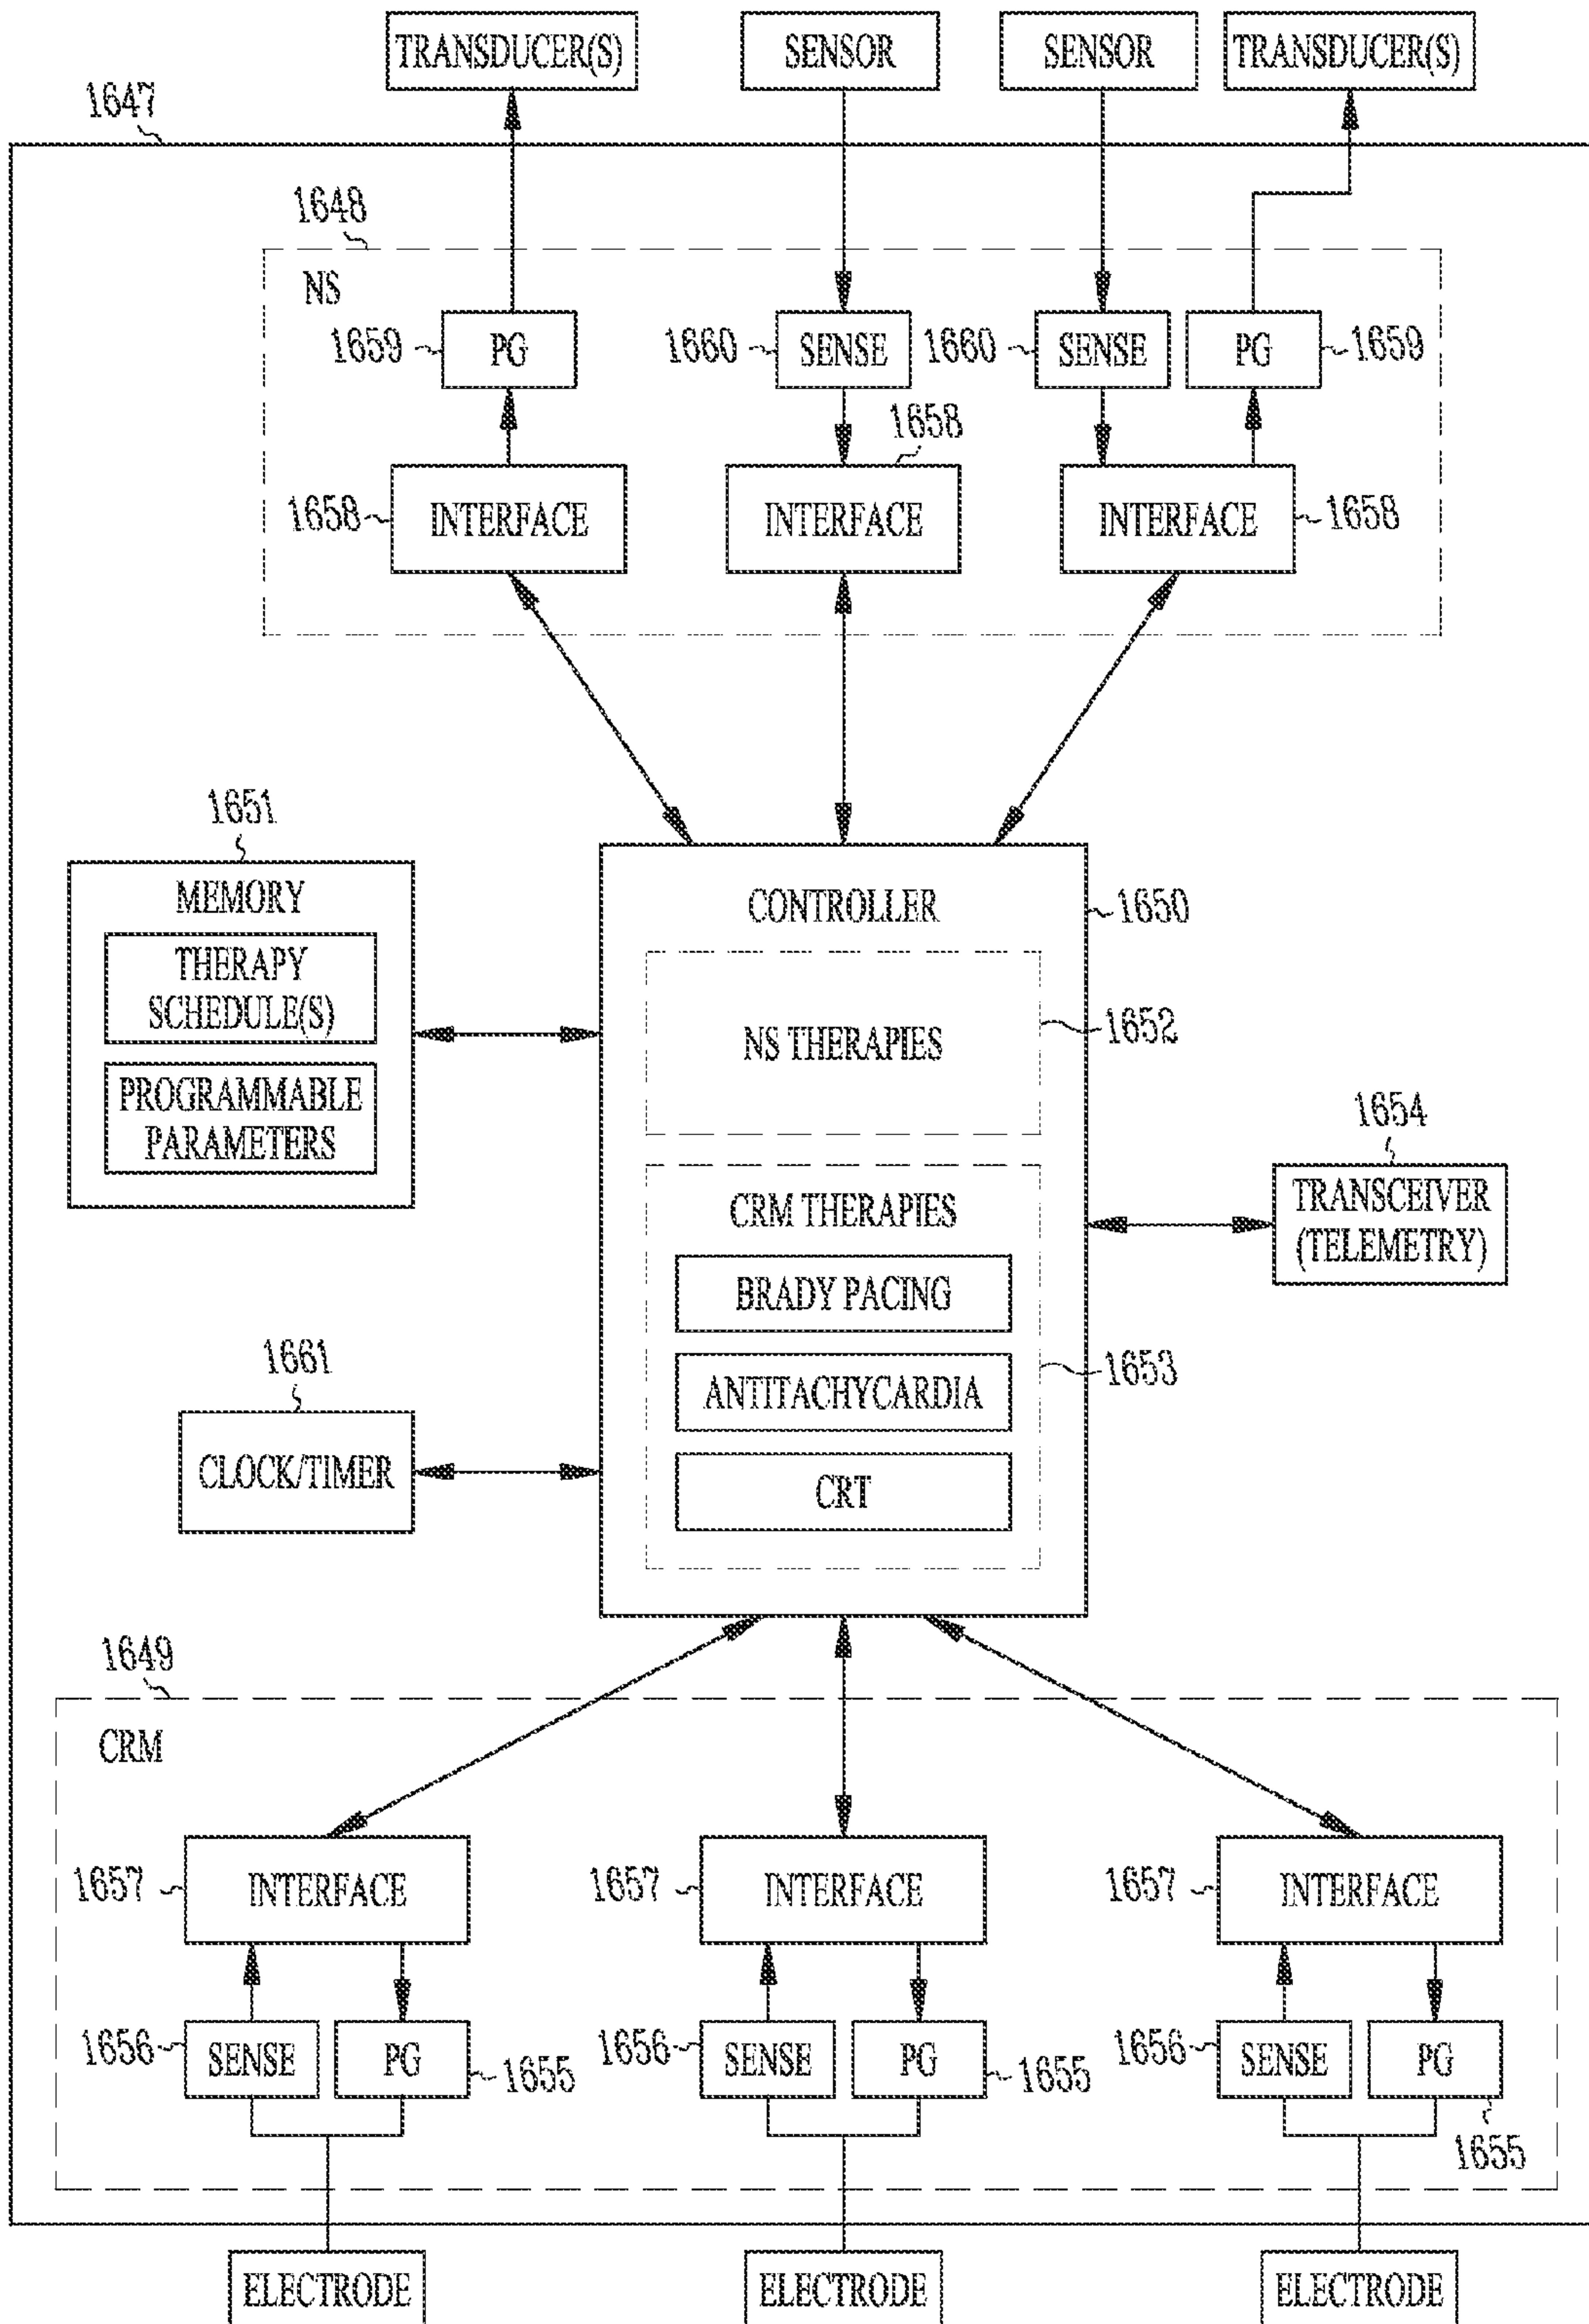 TRANSDUCER(S)
SENSOR
SENSOR
TRANSDUCER(S)
1647
1648
NS
1659
PG
1660
SENSE
1660
SENSE
PG
1659
1658
1658
INTERFACE
INTERFACE
INTERFACE
1658
1651
MEMORY
THERAPY
SCHEDULE(S)
PROGRAMMABLE
PARAMETERS
CONTROLLER
1650
NS THERAPIES
1652
1654
TRANSCEIVER
(TELEMETRY)
CRM THERAPIES
BRADY PACING
ANTITACHYCARDIA
CRT
1653
1661
CLOCK/TIMER
1649
CRM
1657
INTERFACE
1657
INTERFACE
1657
INTERFACE
1656
SENSE
PG
1655
1656
SENSE
PG
1655
1656
SENSE
PG
1655
ELECTRODE
ELECTRODE
ELECTRODE